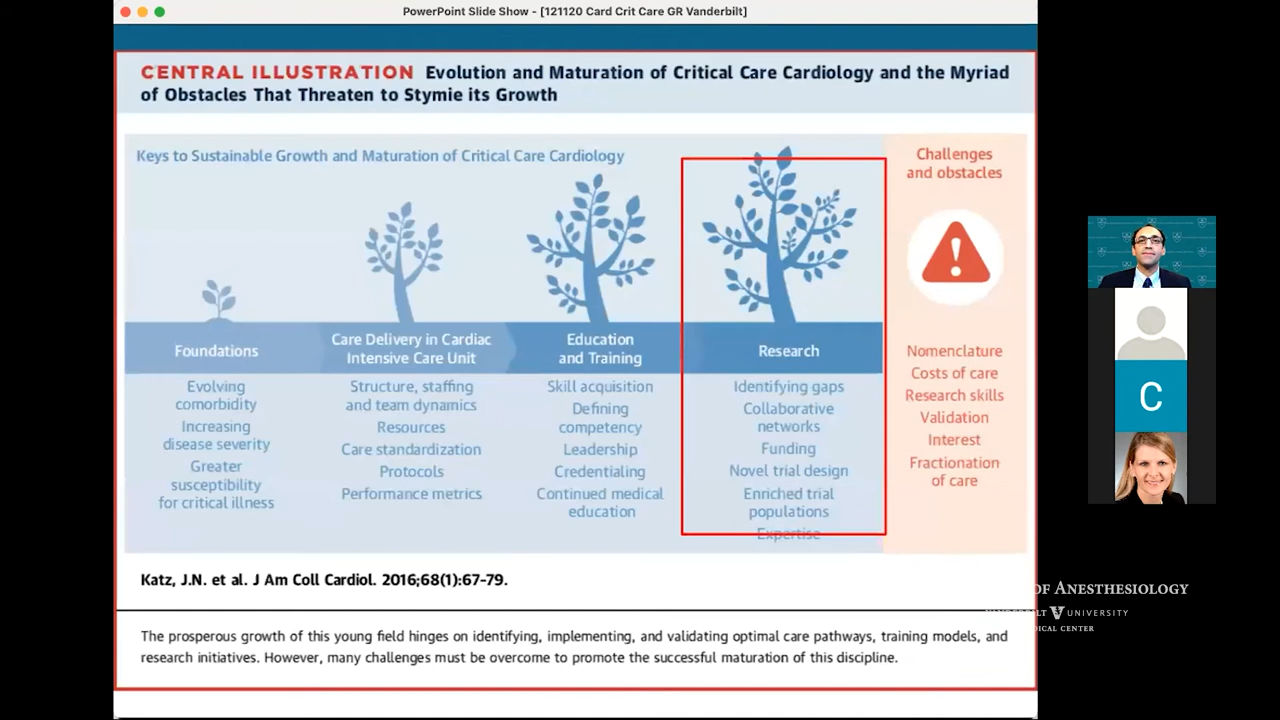 PowerPoint Slide Show - [121120 Card Crit Care GR Vanderbilt]
CENTRAL ILLUSTRATION Evolution and Maturation of Critical Care Cardiology and the Myriad
of Obstacles That Threaten to Stymie its Growth
Keys to Sustainable Growth and Maturation of Critical Care Cardiology
Foundations
Evolving
comorbidity
Increasing
disease severity
Greater
susceptibility
for critical illness
Care Delivery in Cardiac
Intensive Care Unit
Structure, staffing
and team dynamics
Resources
Care standardization
Protocols
Performance metrics
Education
and Training
Skill acquisition
Defining
competency
Leadership
Credentialing
Continued medical
education
Research
Identifying gaps
Collaborative
networks
Funding
Novel trial design
Enriched trial
populations
Expertise
Challenges
and obstacles
!
Nomenclature
Costs of care
Research skills
Validation
Interest
Fractionation
of care
Katz, J.N. et al. J Am Coll Cardiol. 2016;68(1):67-79.
The prosperous growth of this young field hinges on identifying, implementing, and validating optimal care pathways, training models, and
research initiatives. However, many challenges must be overcome to promote the successful maturation of this discipline.
C
OF ANESTHESIOLOGY
UNIVERSITY
CENTER